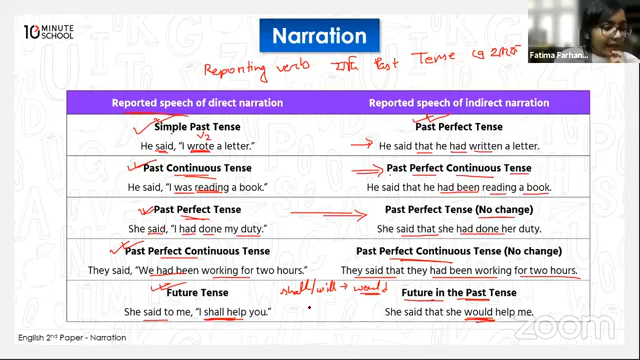 10 MINUTE SCHOOL
Narration
Fatima Farhan...
Reporting verb যদি Past Tense এ থাকে
Reported speech of direct narration
Reported speech of indirect narration
Simple Past Tense
Past Perfect Tense
V2
He said, "I wrote a letter."
He said that he had written a letter.
Past Continuous Tense
Past Perfect Continuous Tense
He said, "I was reading a book."
He said that he had been reading a book.
Past Perfect Tense
Past Perfect Tense (No change)
She said, "I had done my duty."
She said that she had done her duty.
Past Perfect Continuous Tense
Past Perfect Continuous Tense (No change)
They said, "We had been working for two hours."
They said that they had been working for two hours.
Future Tense
shall/will → would
Future in the Past Tense
She said to me, "I shall help you."
She said that she would help me.
English 2nd Paper - Narration
zoom